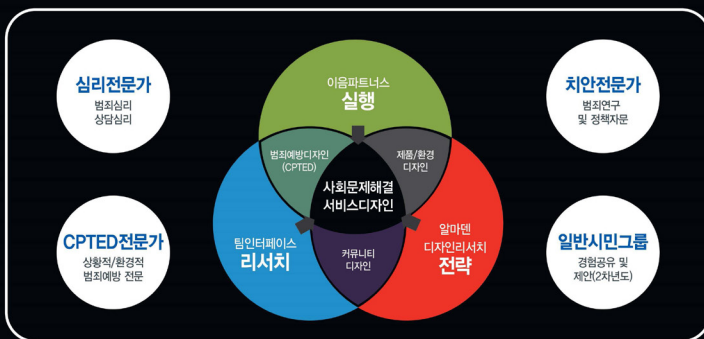 심리전문가
범죄심리
상담심리
이음파트너스
실행
치안전문가
범죄연구
및 정책자문
범죄예방디자인
(CPTED)
제품/환경
디자인
사회문제해결
서비스디자인
CPTED전문가
상황적/환경적
범죄예방 전문
팀인터페이스
리서치
커뮤니티
디자인
알마덴
디자인리서치
전략
일반시민그룹
경험공유 및
제안(2차년도)